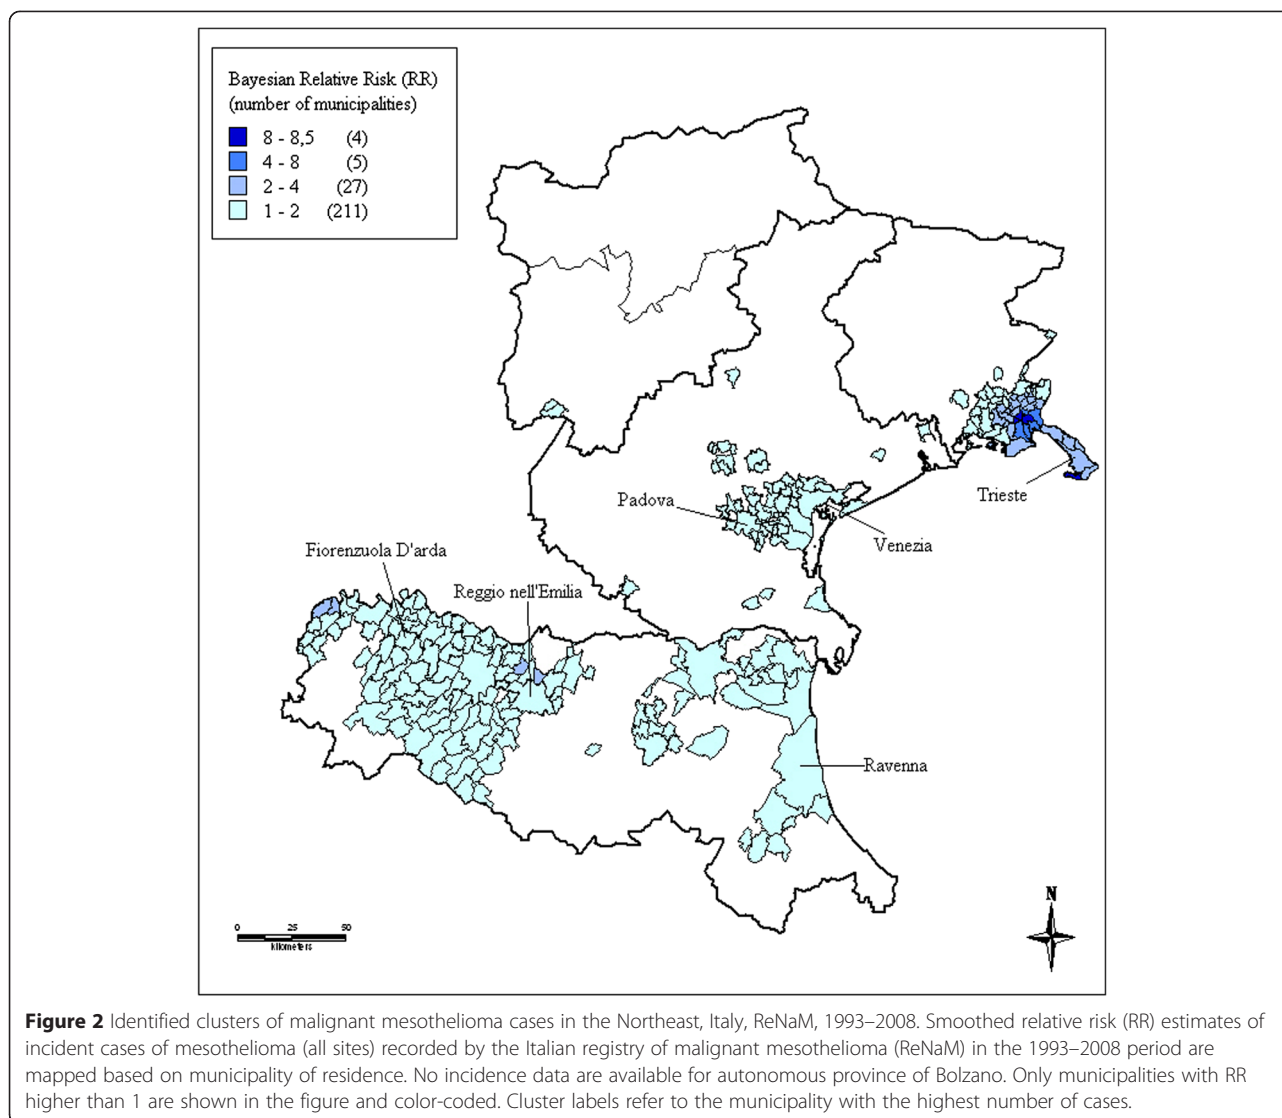 Bayesian Relative Risk (RR)
(number of municipalities)
8 - 8,5 (4)
4 - 8 (5)
2 - 4 (27)
1 - 2 (211)
Trieste
Padova
Venezia
Fiorenzuola D'arda
Reggio nell'Emilia
Ravenna
N
0 25 50
kilometers
Figure 2 Identified clusters of malignant mesothelioma cases in the Northeast, Italy, ReNaM, 1993–2008. Smoothed relative risk (RR) estimates of
incident cases of mesothelioma (all sites) recorded by the Italian registry of malignant mesothelioma (ReNaM) in the 1993–2008 period are
mapped based on municipality of residence. No incidence data are available for autonomous province of Bolzano. Only municipalities with RR
higher than 1 are shown in the figure and color-coded. Cluster labels refer to the municipality with the highest number of cases.